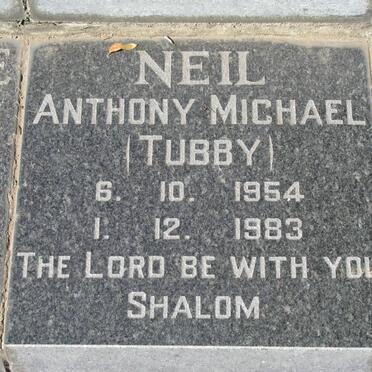 NEIL
ANTHONY MICHAEL
(TUBBY)
6. 10. 1954
1. 12. 1983
THE LORD BE WITH YOU
SHALOM